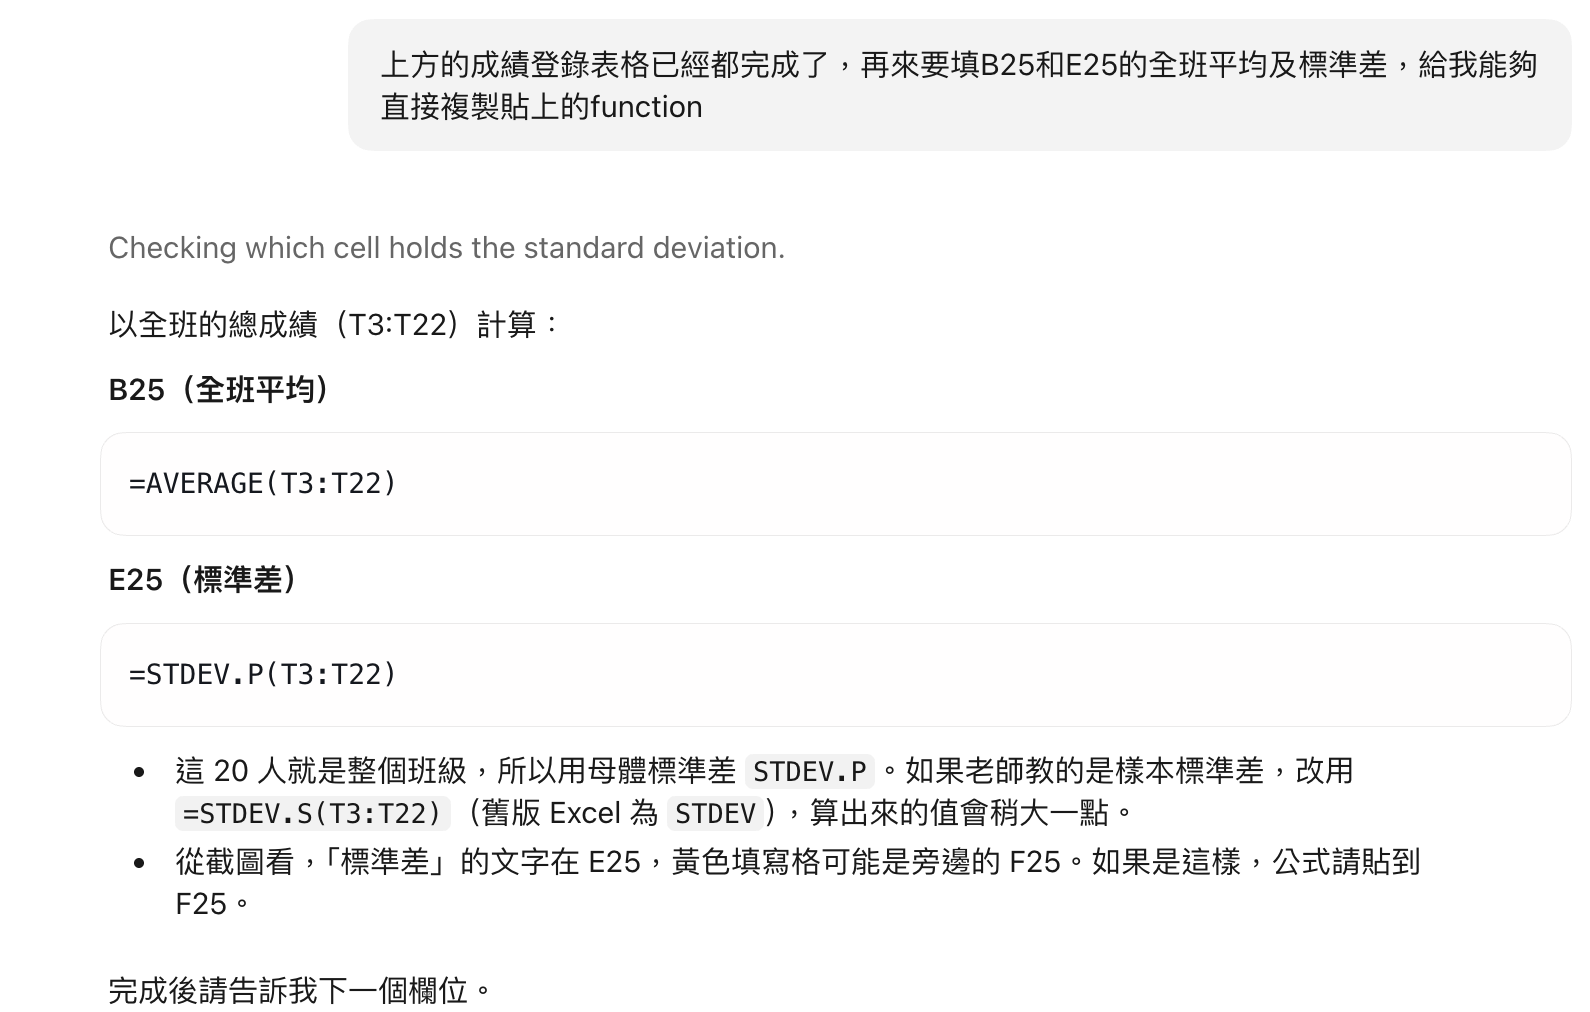 上方的成績登錄表格已經都完成了，再來要填B25和E25的全班平均及標準差，給我能夠
直接複製貼上的function
Checking which cell holds the standard deviation.
以全班的總成績（T3:T22）計算：
B25（全班平均）
=AVERAGE(T3:T22)
E25（標準差）
=STDEV.P(T3:T22)
• 這 20 人就是整個班級，所以用母體標準差 STDEV.P。如果老師教的是樣本標準差，改用
=STDEV.S(T3:T22)（舊版 Excel 為 STDEV），算出來的值會稍大一點。
• 從截圖看，「標準差」的文字在 E25，黃色填寫格可能是旁邊的 F25。如果是這樣，公式請貼到
F25。
完成後請告訴我下一個欄位。